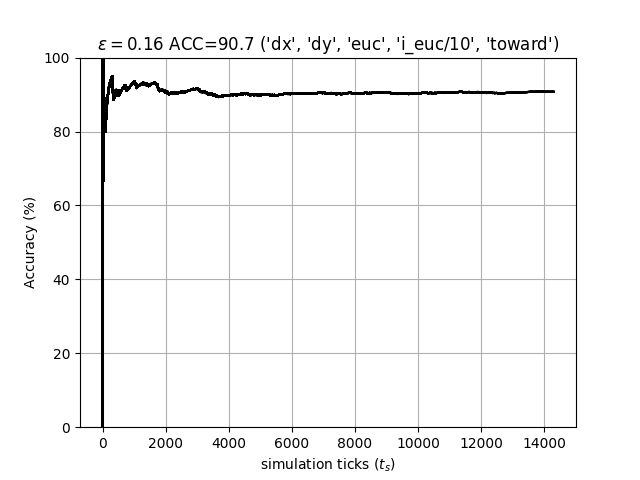 ε = 0.16 ACC=90.7 ('dx', 'dy', 'euc', 'i_euc/10', 'toward')
100
80
60
40
20
0
Accuracy (%)
0 2000 4000 6000 8000 10000 12000 14000
simulation ticks (tₛ)